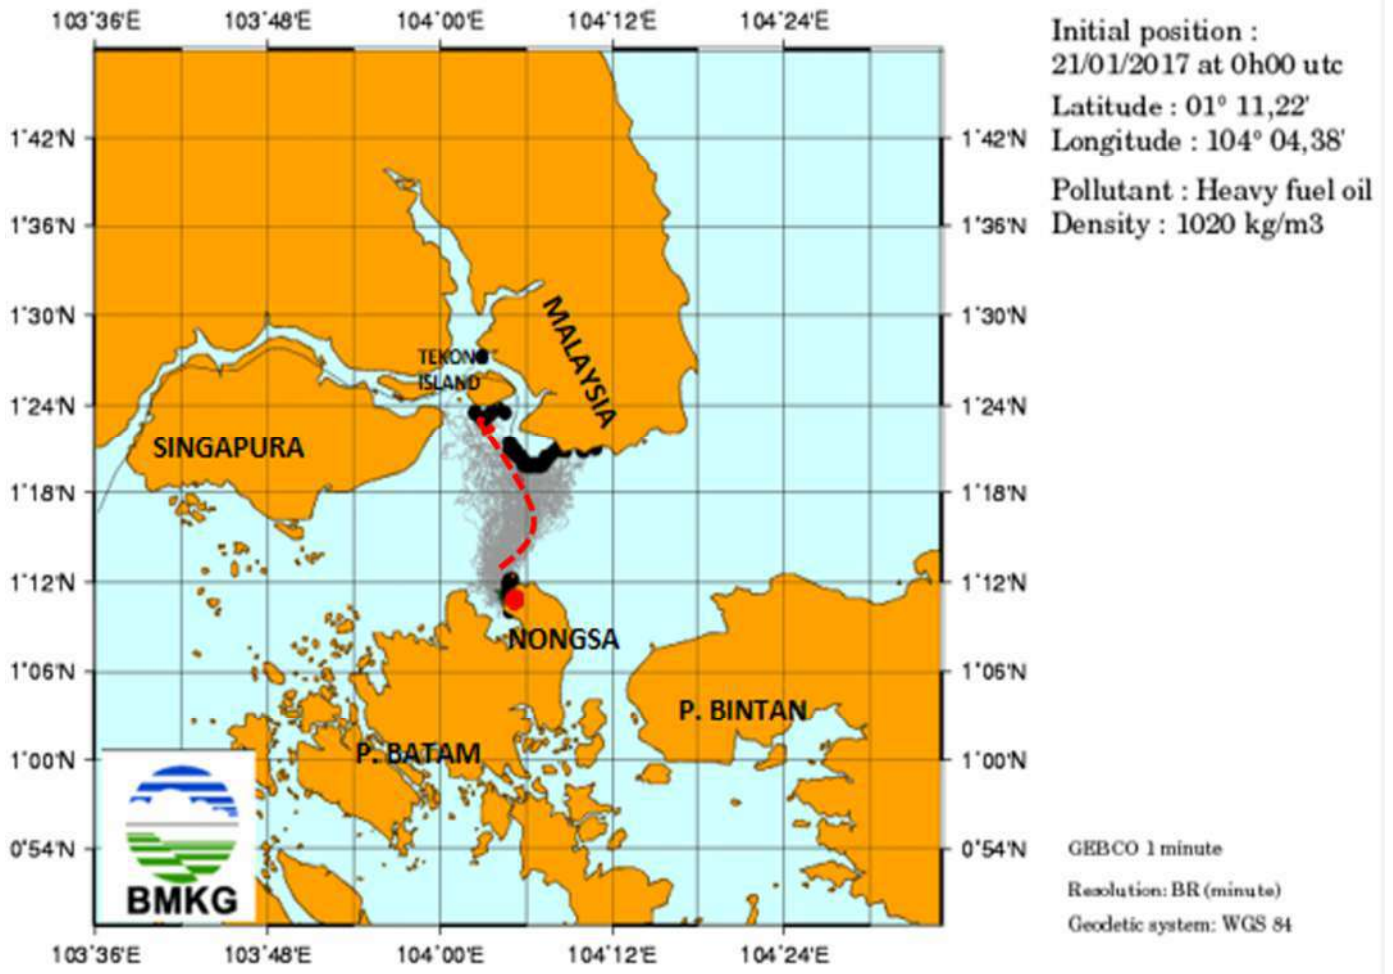 103°36'E 103°48'E 104°00'E 104°12'E 104°24'E
Initial position :
21/01/2017 at 0h00 utc
Latitude : 01° 11,22'
Longitude : 104° 04,38'
Pollutant : Heavy fuel oil
Density : 1020 kg/m3
1°42'N 1°42'N
1°36'N 1°36'N
1°30'N 1°30'N
MALAYSIA
TEKONG
ISLAND
1°24'N 1°24'N
SINGAPURA
1°18'N 1°18'N
1°12'N 1°12'N
NONGSA
1°06'N 1°06'N
P. BINTAN
P. BATAM
1°00'N 1°00'N
0°54'N 0°54'N
GEBCO 1 minute
Resolution: BR (minute)
Geodetic system: WGS 84
BMKG
103°36'E 103°48'E 104°00'E 104°12'E 104°24'E